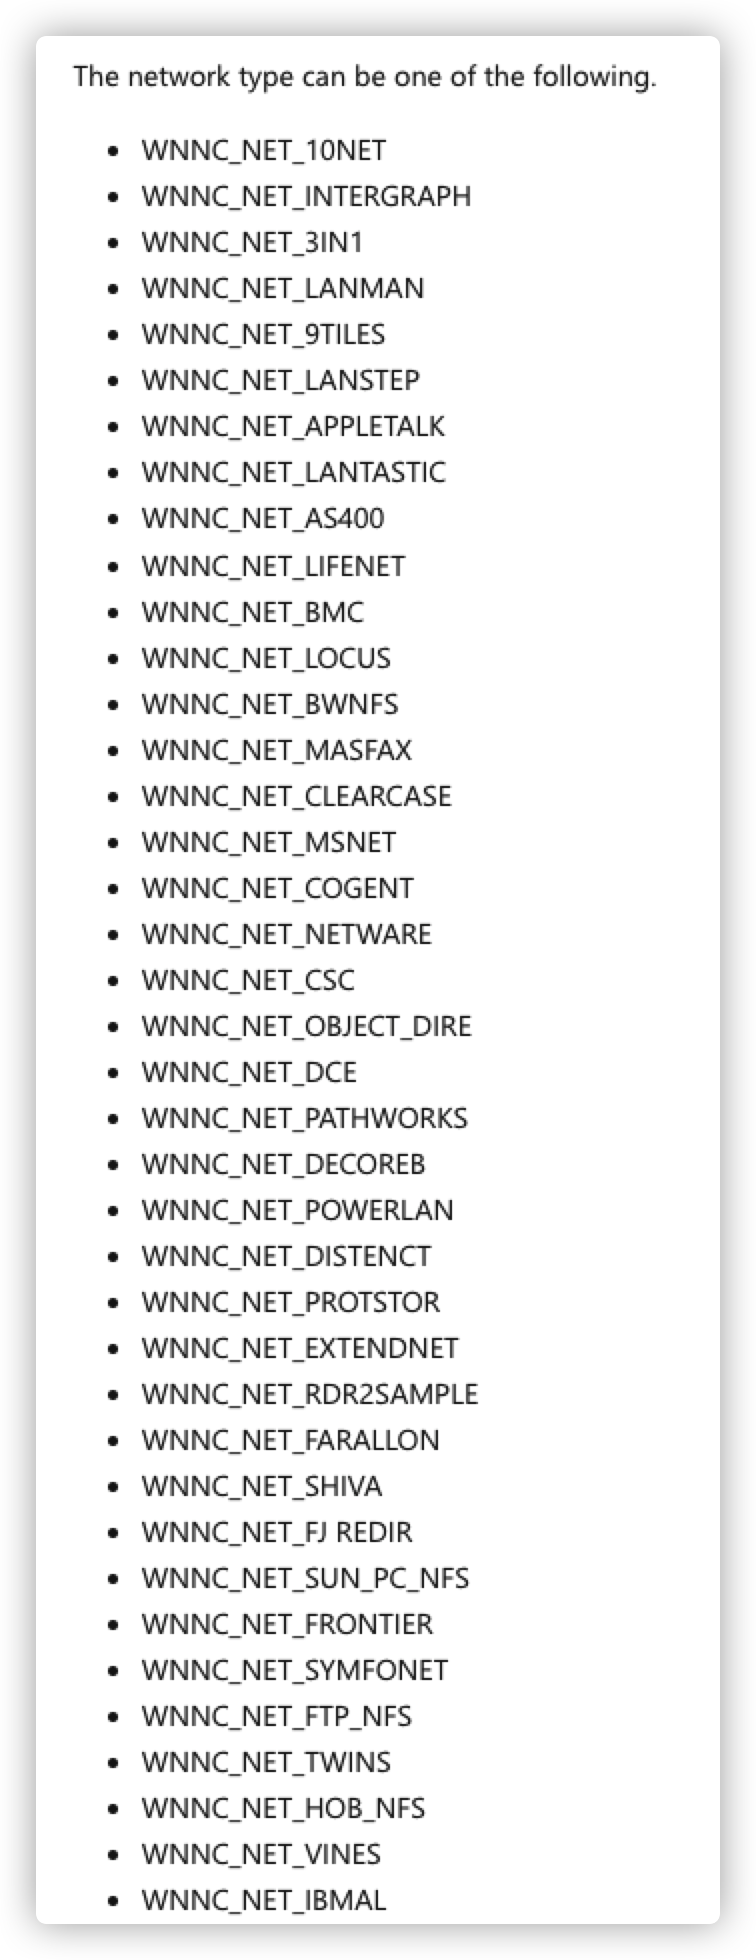 The network type can be one of the following.
• WNNC_NET_10NET
• WNNC_NET_INTERGRAPH
• WNNC_NET_3IN1
• WNNC_NET_LANMAN
• WNNC_NET_9TILES
• WNNC_NET_LANSTEP
• WNNC_NET_APPLETALK
• WNNC_NET_LANTASTIC
• WNNC_NET_AS400
• WNNC_NET_LIFENET
• WNNC_NET_BMC
• WNNC_NET_LOCUS
• WNNC_NET_BWNFS
• WNNC_NET_MASFAX
• WNNC_NET_CLEARCASE
• WNNC_NET_MSNET
• WNNC_NET_COGENT
• WNNC_NET_NETWARE
• WNNC_NET_CSC
• WNNC_NET_OBJECT_DIRE
• WNNC_NET_DCE
• WNNC_NET_PATHWORKS
• WNNC_NET_DECOREB
• WNNC_NET_POWERLAN
• WNNC_NET_DISTENCT
• WNNC_NET_PROTSTOR
• WNNC_NET_EXTENDNET
• WNNC_NET_RDR2SAMPLE
• WNNC_NET_FARALLON
• WNNC_NET_SHIVA
• WNNC_NET_FJ REDIR
• WNNC_NET_SUN_PC_NFS
• WNNC_NET_FRONTIER
• WNNC_NET_SYMFONET
• WNNC_NET_FTP_NFS
• WNNC_NET_TWINS
• WNNC_NET_HOB_NFS
• WNNC_NET_VINES
• WNNC_NET_IBMAL